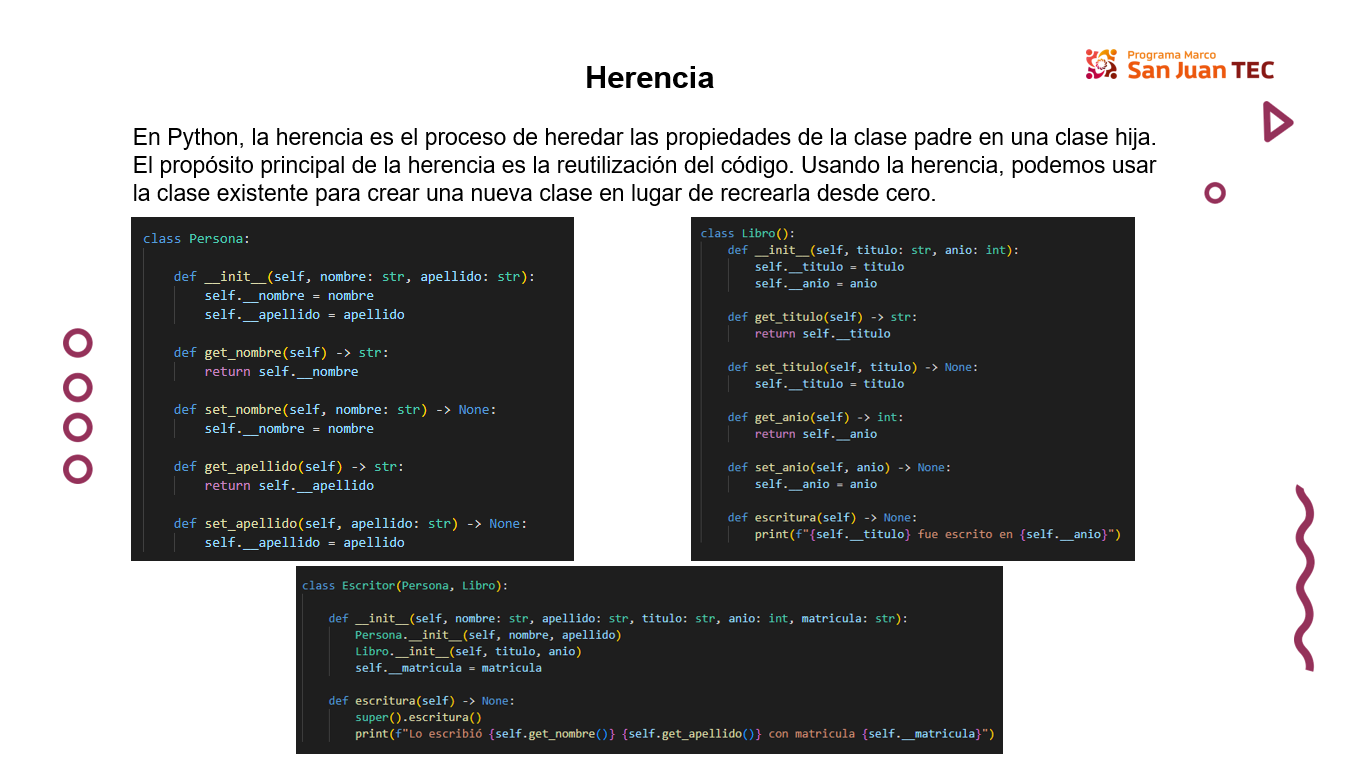 Programa Marco
San Juan TEC
Herencia
En Python, la herencia es el proceso de heredar las propiedades de la clase padre en una clase hija.
El propósito principal de la herencia es la reutilización del código. Usando la herencia, podemos usar
la clase existente para crear una nueva clase en lugar de recrearla desde cero.
class Persona:
def __init__(self, nombre: str, apellido: str):
self.__nombre = nombre
self.__apellido = apellido
def get_nombre(self) -> str:
return self.__nombre
def set_nombre(self, nombre: str) -> None:
self.__nombre = nombre
def get_apellido(self) -> str:
return self.__apellido
def set_apellido(self, apellido: str) -> None:
self.__apellido = apellido
class Libro():
def __init__(self, titulo: str, anio: int):
self.__titulo = titulo
self.__anio = anio
def get_titulo(self) -> str:
return self.__titulo
def set_titulo(self, titulo) -> None:
self.__titulo = titulo
def get_anio(self) -> int:
return self.__anio
def set_anio(self, anio) -> None:
self.__anio = anio
def escritura(self) -> None:
print(f"{self.__titulo} fue escrito en {self.__anio}")
class Escritor(Persona, Libro):
def __init__(self, nombre: str, apellido: str, titulo: str, anio: int, matricula: str):
Persona.__init__(self, nombre, apellido)
Libro.__init__(self, titulo, anio)
self.__matricula = matricula
def escritura(self) -> None:
super().escritura()
print(f"Lo escribió {self.get_nombre()} {self.get_apellido()} con matricula {self.__matricula}")